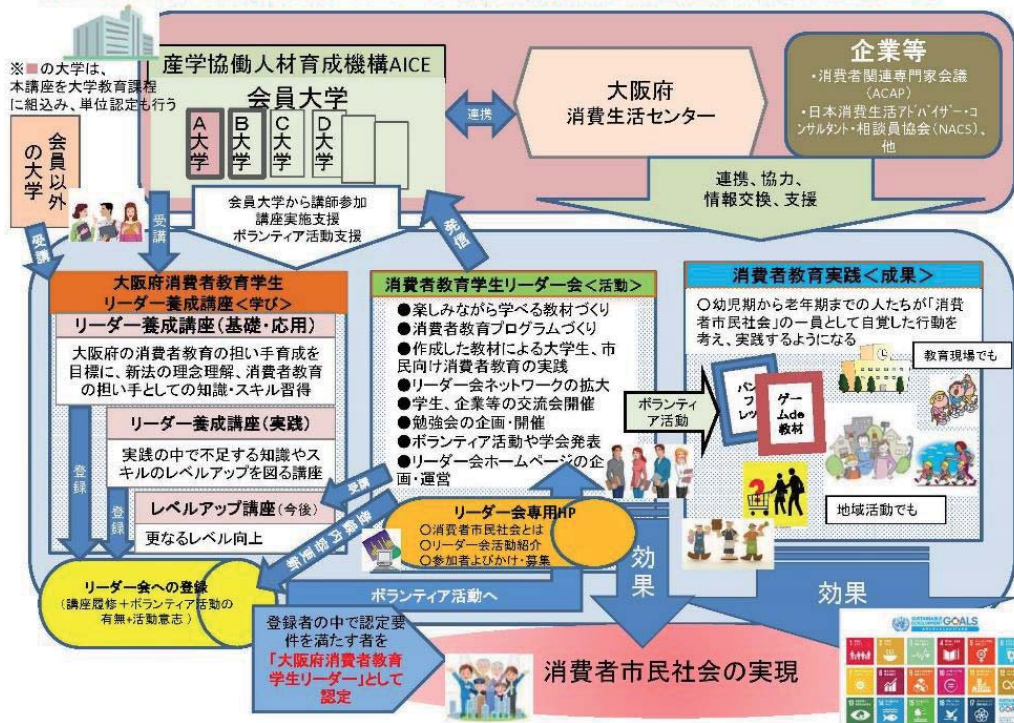 ※■の大学は、
本講座を大学教育課程
に組込み、単位認定も行う
産学協働人材育成機構AICE
会員大学
A大学
B大学
C大学
D大学
連携
大阪府
消費生活センター
企業等
・消費者関連専門家会議
(ACAP)
・日本消費生活アドバイザー・コ
ンサルタント・相談員協会(NACS)、
他
会員以外
の大学
受講
受講
会員大学から講師参加
講座実施支援
ボランティア活動支援
発信
連携、協力、
情報交換、支援
大阪府消費者教育学生
リーダー養成講座<学び>
リーダー養成講座(基礎・応用)
大阪府の消費者教育の担い手育成を
目標に、新法の理念理解、消費者教育
の担い手としての知識・スキル習得
リーダー養成講座(実践)
実践の中で不足する知識やス
キルのレベルアップを図る講座
レベルアップ講座(今後)
更なるレベル向上
登録
登録
消費者教育学生リーダー会<活動>
●楽しみながら学べる教材づくり
●消費者教育プログラムづくり
●作成した教材による大学生、市
民向け消費者教育の実践
●リーダー会ネットワークの拡大
●学生、企業等の交流会開催
●勉強会の企画・開催
●ボランティア活動や学会発表
●リーダー会ホームページの企
画・運営
受講
登録内容更新
ボランティ
ア活動
消費者教育実践<成果>
○幼児期から老年期までの人たちが「消費
者市民社会」の一員として自覚した行動を
考え、実践するようになる
教育現場でも
パン
フ
レッ
ゲー
ムde
教材
地域活動でも
リーダー会専用HP
○消費者市民社会とは
○リーダー会活動紹介
○参加者よびかけ・募集
リーダー会への登録
(講座履修+ボランティア活動の
有無+活動意志)
ボランティア活動へ
効果
効果
登録者の中で認定要
件を満たす者を
「大阪府消費者教育
学生リーダー」として
認定
消費者市民社会の実現
SUSTAINABLE DEVELOPMENT GOALS